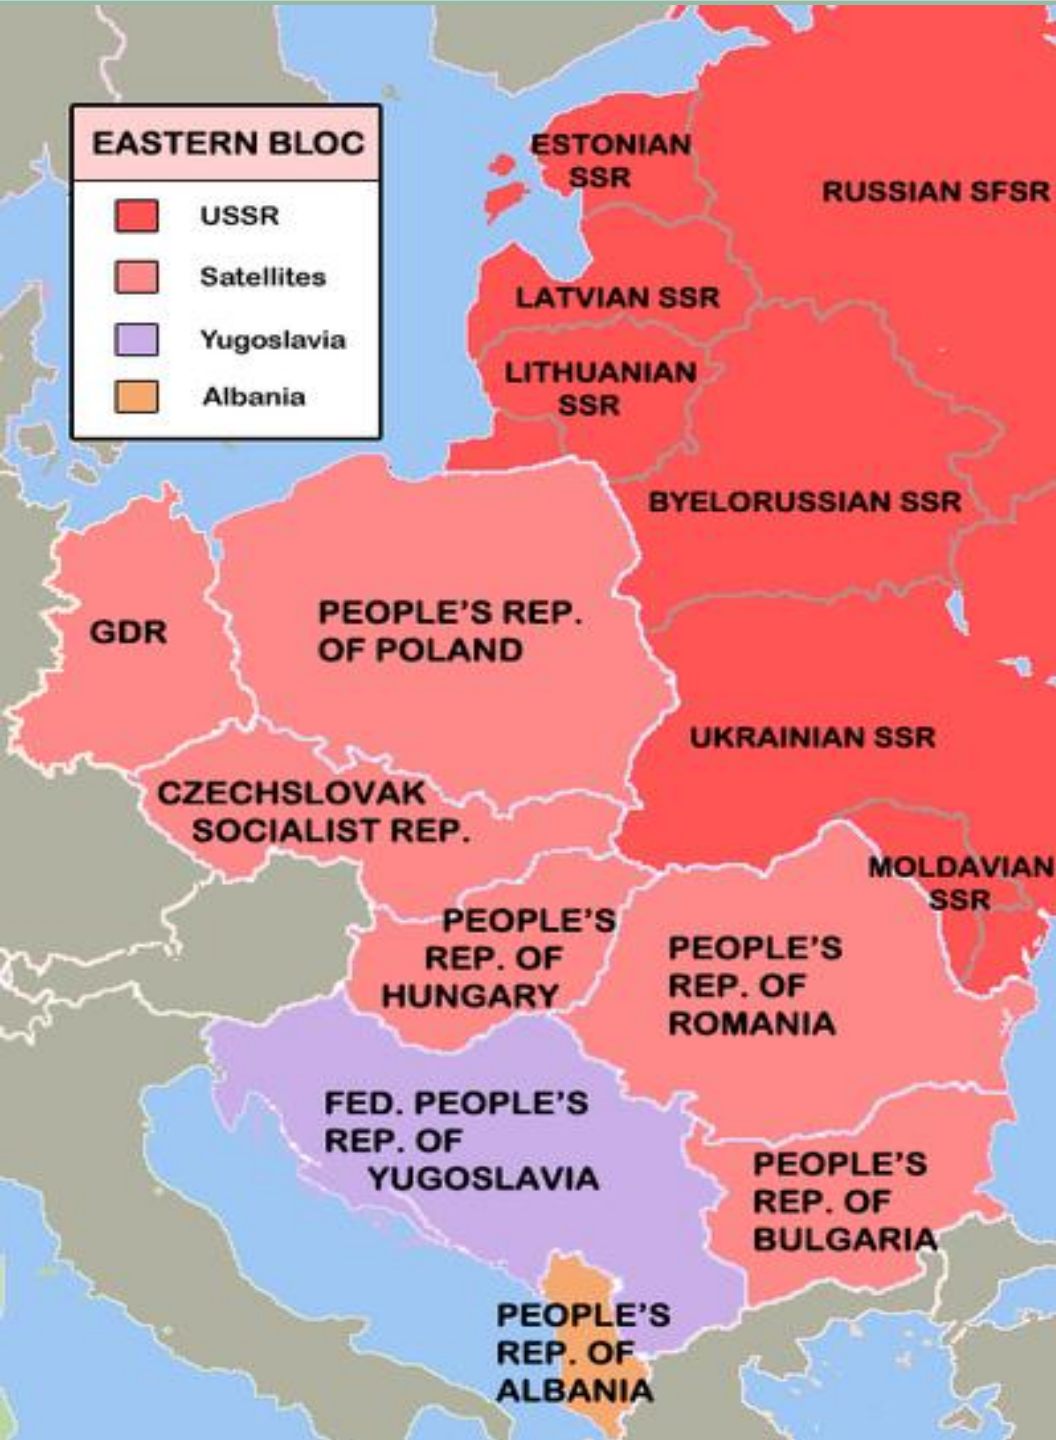 EASTERN BLOC
USSR
Satellites
Yugoslavia
Albania
ESTONIAN
SSR
RUSSIAN SFSR
LATVIAN SSR
LITHUANIAN
SSR
BYELORUSSIAN SSR
GDR
PEOPLE'S REP.
OF POLAND
UKRAINIAN SSR
CZECHSLOVAK
SOCIALIST REP.
MOLDAVIAN
SSR
PEOPLE'S
REP. OF
HUNGARY
PEOPLE'S
REP. OF
ROMANIA
FED. PEOPLE'S
REP. OF
YUGOSLAVIA
PEOPLE'S
REP. OF
BULGARIA
PEOPLE'S
REP. OF
ALBANIA